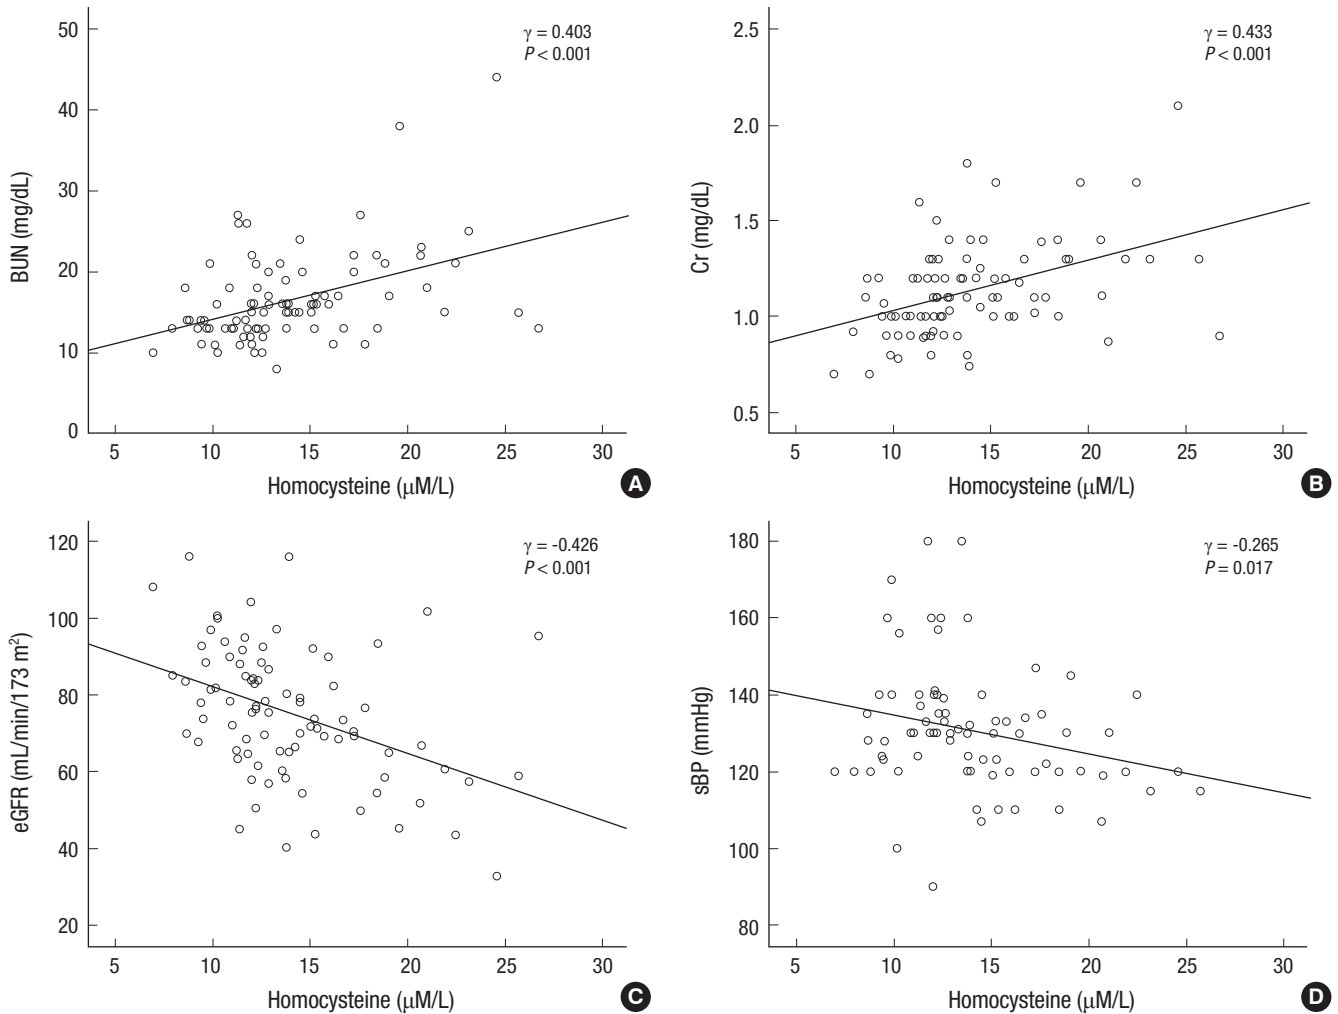 50
40
30
20
10
0
BUN (mg/dL)
γ = 0.403
P < 0.001
5 10 15 20 25 30
Homocysteine (μM/L)
A
2.5
2.0
1.5
1.0
0.5
Cr (mg/dL)
γ = 0.433
P < 0.001
5 10 15 20 25 30
Homocysteine (μM/L)
B
120
100
80
60
40
20
eGFR (mL/min/173 m²)
γ = -0.426
P < 0.001
5 10 15 20 25 30
Homocysteine (μM/L)
C
180
160
140
120
100
80
sBP (mmHg)
γ = -0.265
P = 0.017
5 10 15 20 25 30
Homocysteine (μM/L)
D